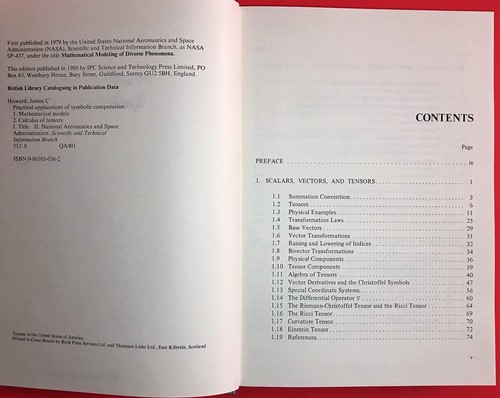 First published in 1979 by the United States National Aeronautics and Space
Administration (NASA), Scientific and Technical Information Branch, as NASA
SP-437, under the title Mathematical Modeling of Diverse Phenomena.
This edition published in 1980 by IPC Science and Technology Press Limited, PO
Box 63, Westbury House, Bury Street, Guildford, Surrey GU2 5BH, England.
British Library Cataloguing in Publication Data
Howard, James C
Practical applications of symbolic computation.
1. Mathematical models
2. Calculus of tensors
I. Title II. National Aeronautics and Space
Administration. Scientific and Technical
Information Branch
511'.8 QA401
ISBN 0-86103-036-2
Typeset in the United States of America
Printed in Great Britain by Book Press Services Ltd. and Thomson Litho Ltd., East Kilbride, Scotland
CONTENTS
Page
PREFACE ix
1. SCALARS, VECTORS, AND TENSORS 1
1.1 Summation Convention 3
1.2 Tensors 6
1.3 Physical Examples 11
1.4 Transformation Laws 25
1.5 Base Vectors 29
1.6 Vector Transformations 31
1.7 Raising and Lowering of Indices 32
1.8 Bivector Transformations 34
1.9 Physical Components 36
1.10 Tensor Components 39
1.11 Algebra of Tensors 40
1.12 Vector Derivatives and the Christoffel Symbols 47
1.13 Special Coordinate Systems 56
1.14 The Differential Operator ∇ 60
1.15 The Riemann-Christoffel Tensor and the Ricci Tensor 64
1.16 The Ricci Tensor 69
1.17 Curvature Tensor 70
1.18 Einstein Tensor 72
1.19 References 74
v